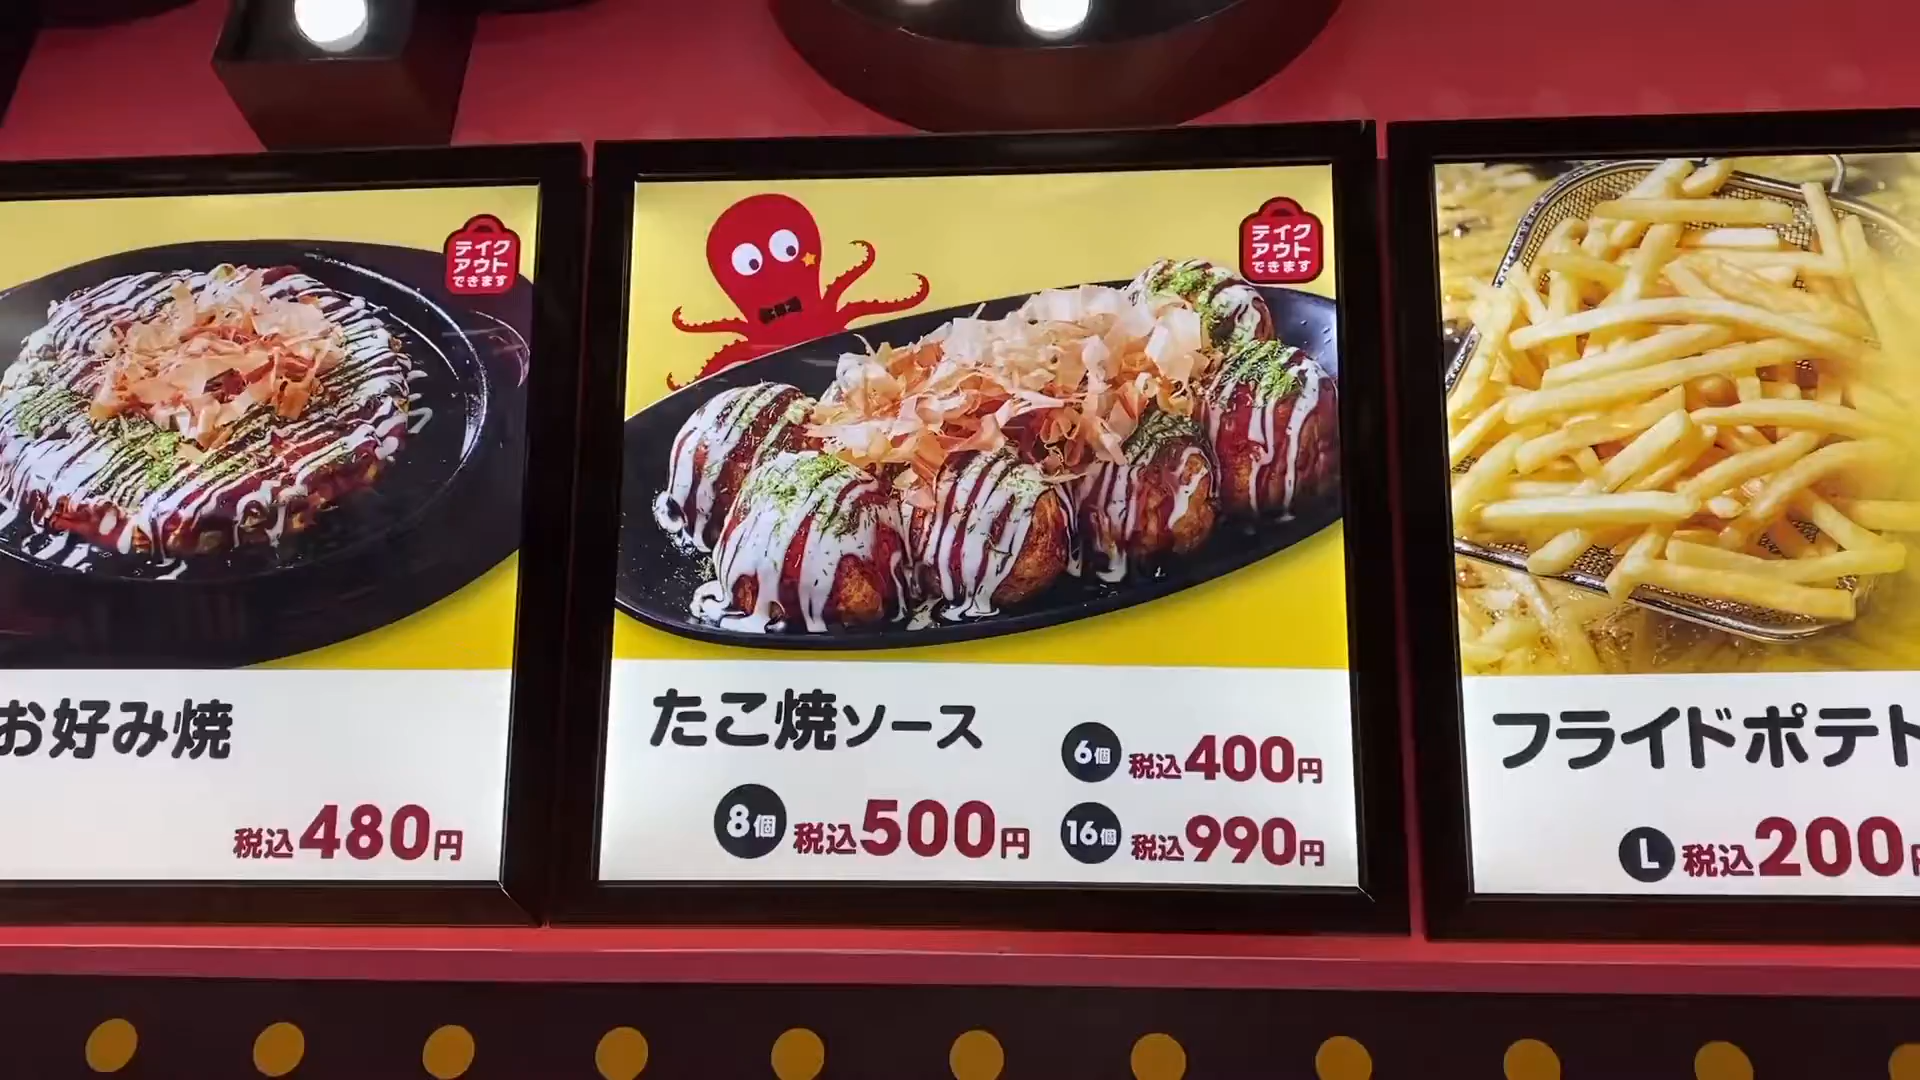 テイク
アウト
できます
お好み焼
税込480円
テイク
アウト
できます
たこ焼ソース
6個 税込400円
8個 税込500円
16個 税込990円
フライドポテト
L 税込200円